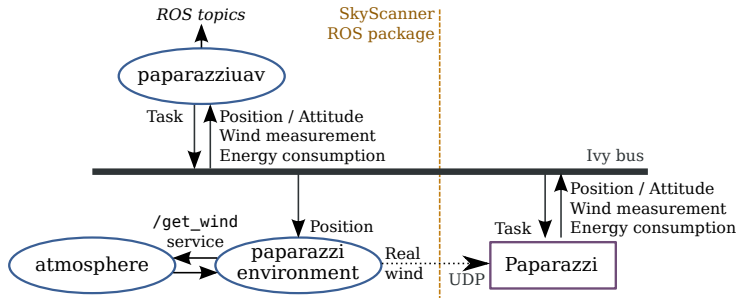 ROS topics
SkyScanner
ROS package
paparazziuav
Task
Position / Attitude
Wind measurement
Energy consumption
Ivy bus
Position / Attitude
Wind measurement
Energy consumption
Task
Position
/get_wind
service
atmosphere
paparazzi
environment
Real
wind
UDP
Paparazzi